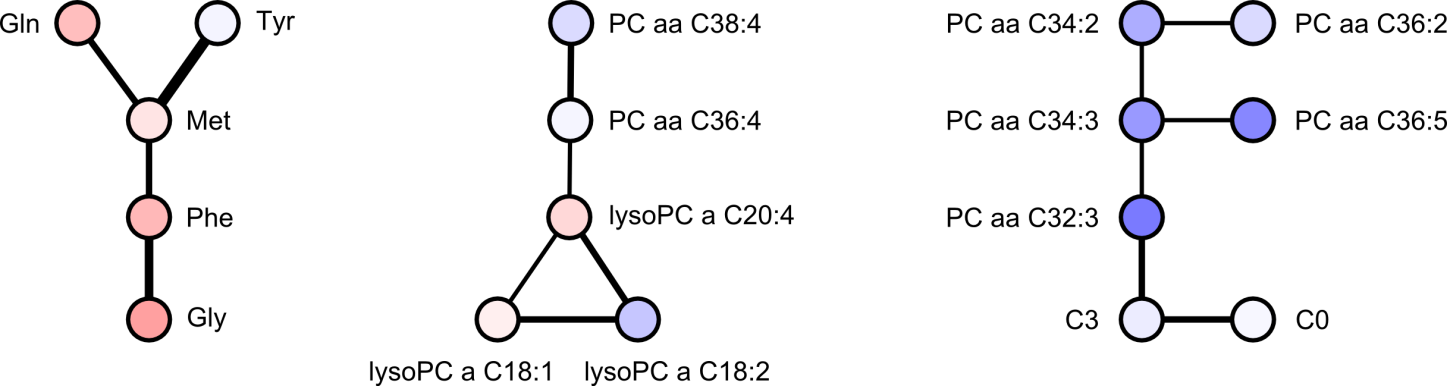 Gln
Tyr
Met
Phe
Gly
PC aa C38:4
PC aa C36:4
lysoPC a C20:4
lysoPC a C18:1
lysoPC a C18:2
PC aa C34:2
PC aa C36:2
PC aa C34:3
PC aa C36:5
PC aa C32:3
C3
C0